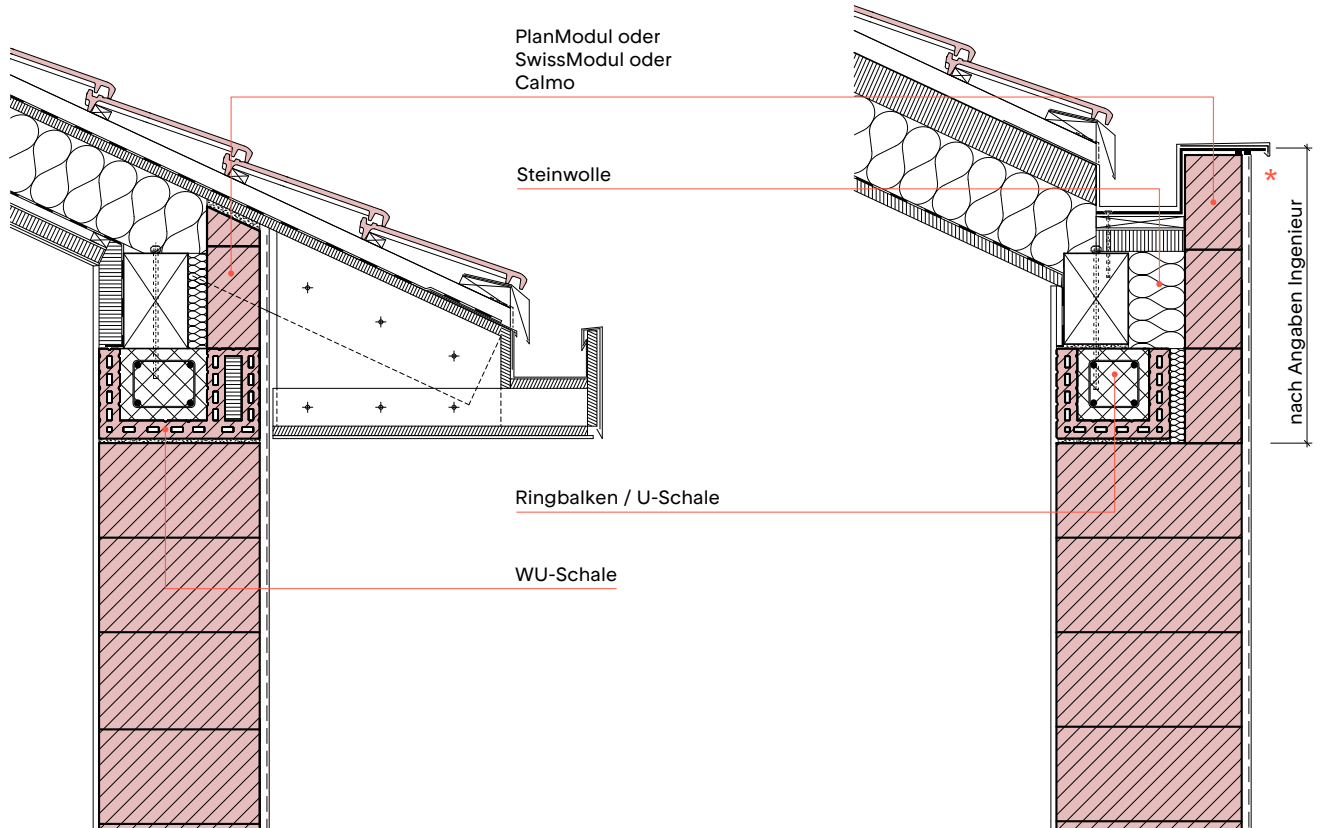 PlanModul oder
SwissModul oder
Calmo
Steinwolle
*
nach Angaben Ingenieur
Ringbalken / U-Schale
WU-Schale